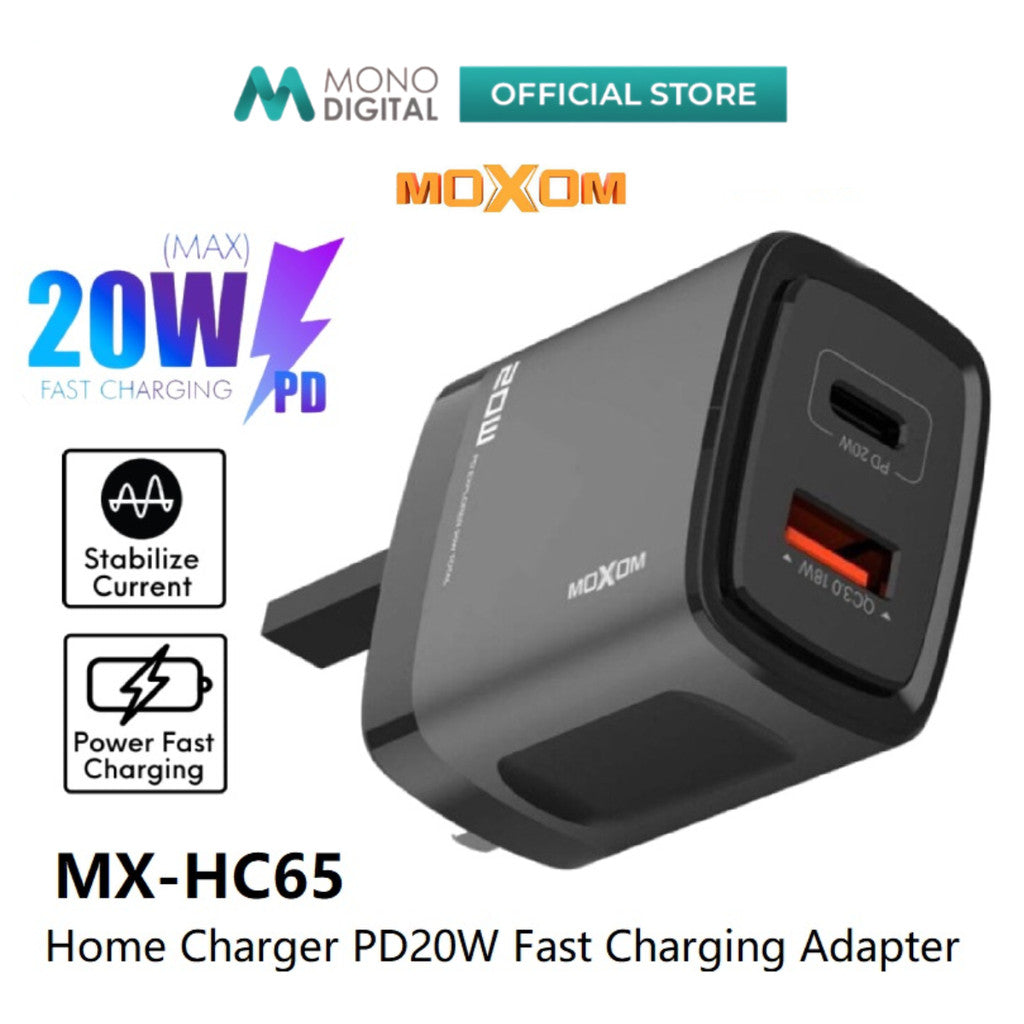 MONO
DIGITAL
OFFICIAL STORE
MOXOM
(MAX)
20W
FAST CHARGING
PD
Stabilize
Current
Power Fast
Charging
20W
MOXOM
PD 20W
QC3.0 18W
MX-HC65
Home Charger PD20W Fast Charging Adapter